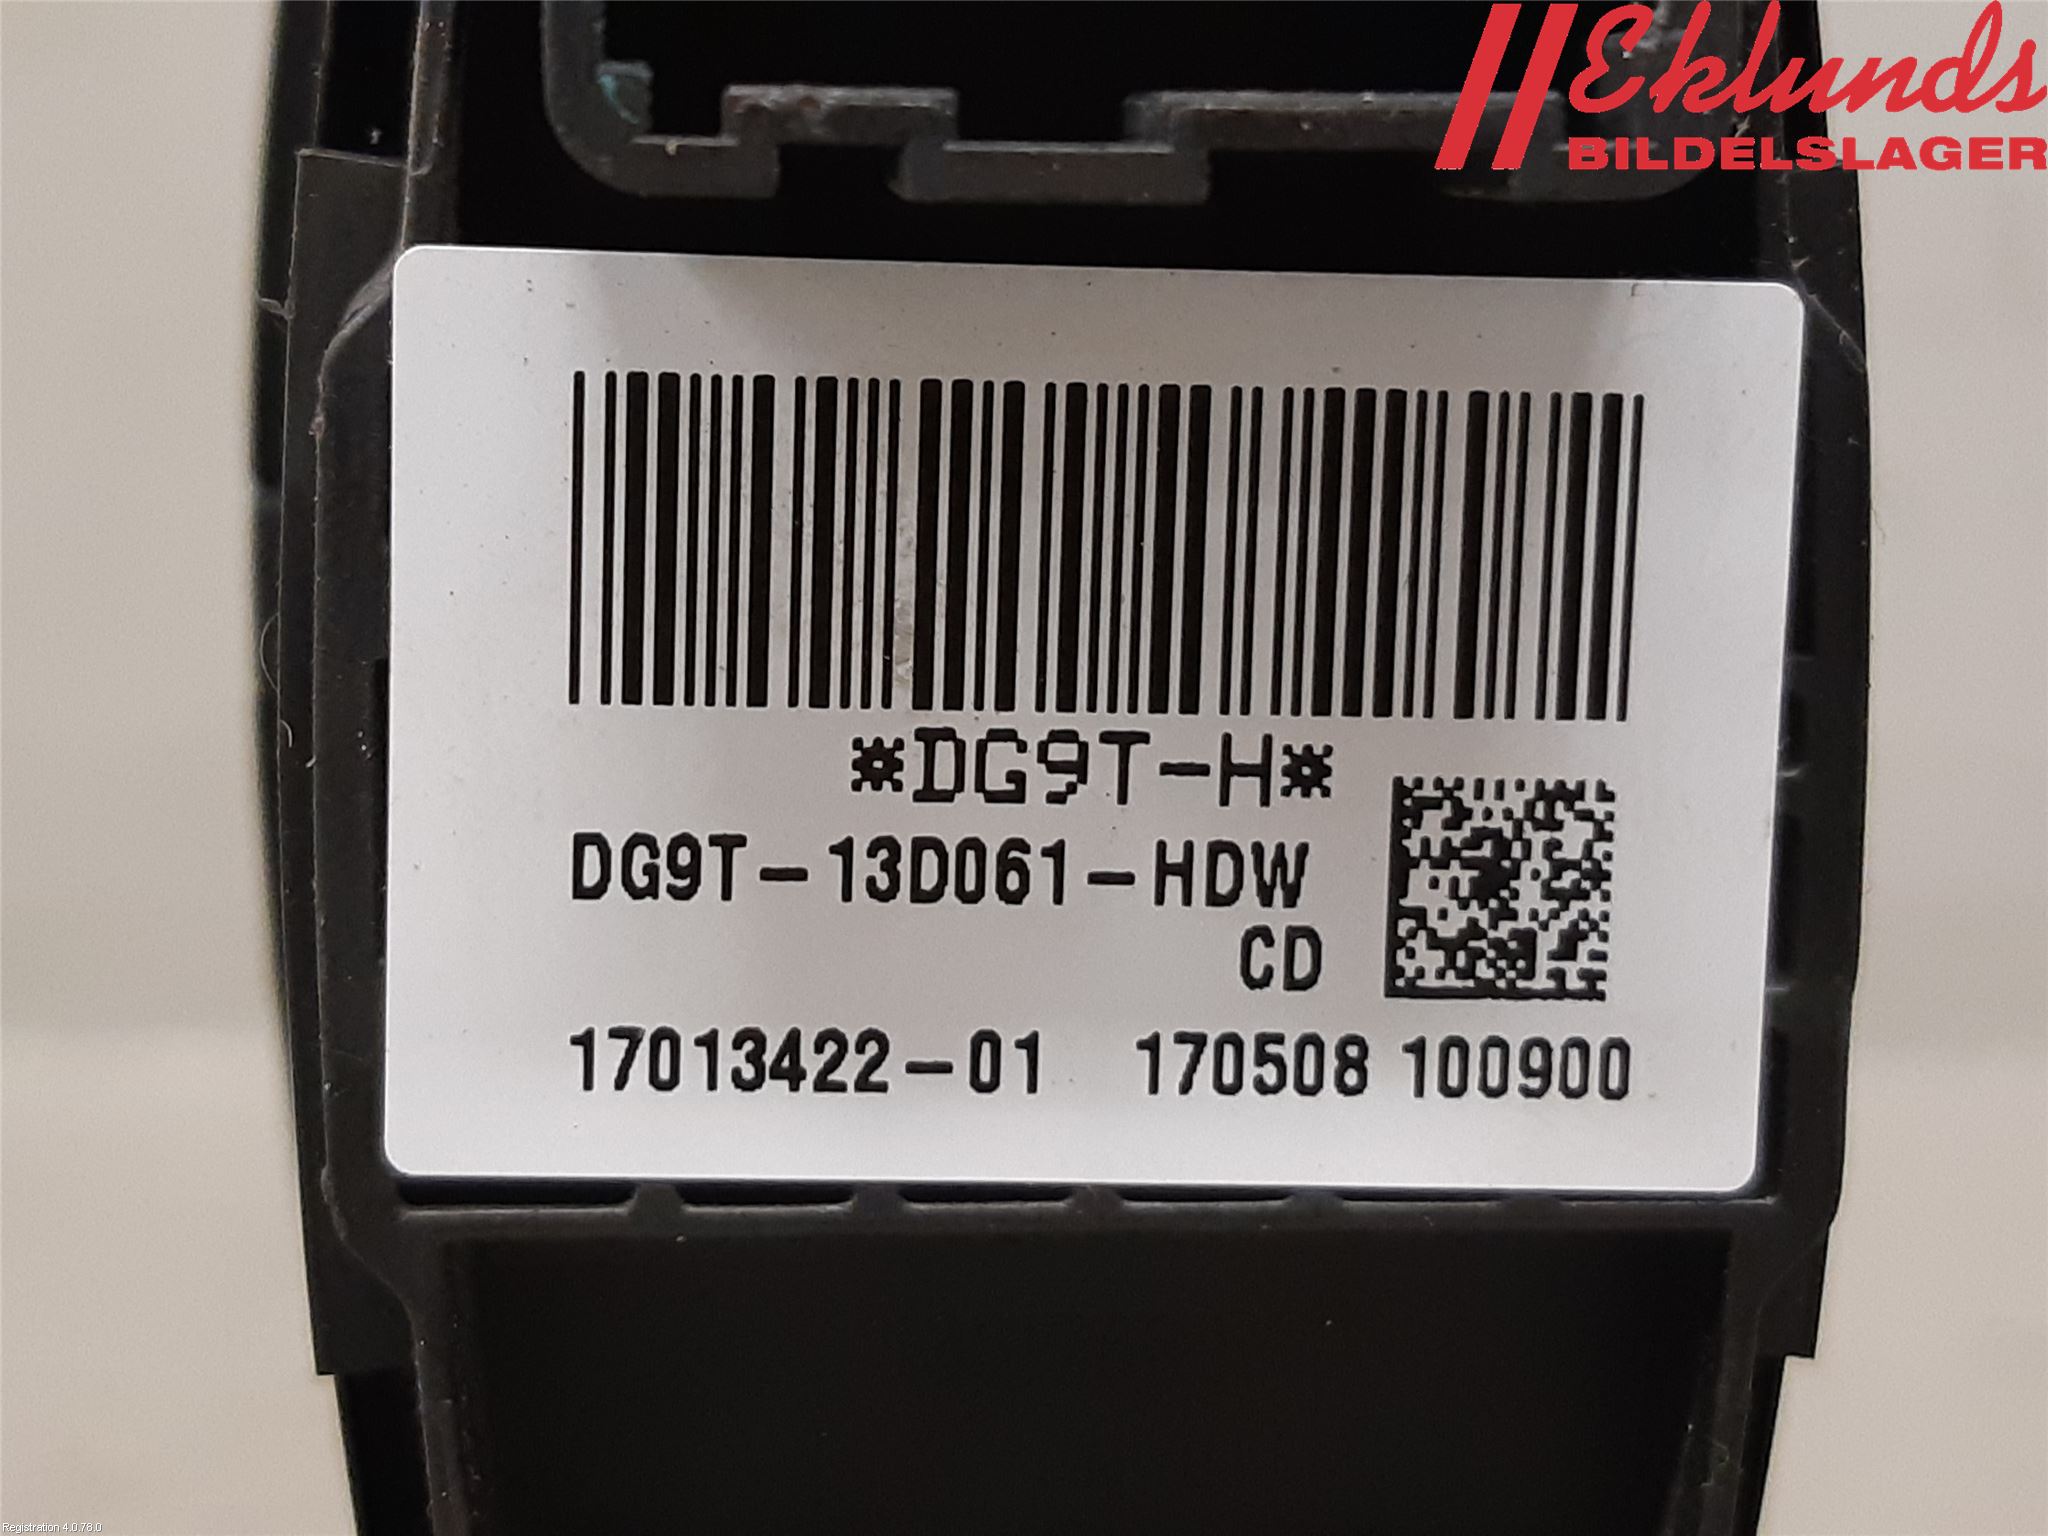 Eklunds
BILDELSLAGER
*DG9T-H*
DG9T-13D061-HDW
CD
17013422-01 170508 100900
Registration 4.0.78.0